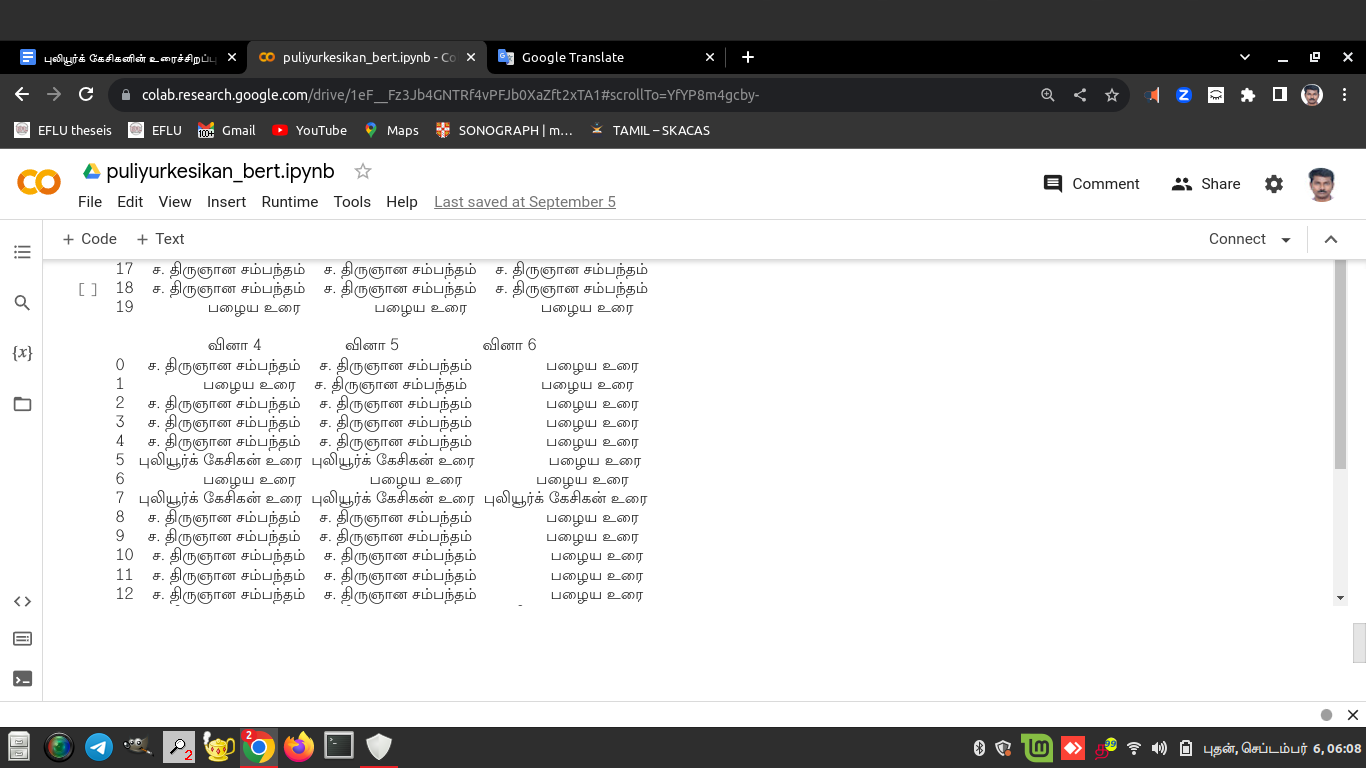 புலியூர்க் கேசிகனின் உரைச்சிறப்பு
puliyurkesikan_bert.ipynb - Co
Google Translate
colab.research.google.com/drive/1eF__Fz3Jb4GNTRf4vPFJb0XaZft2xTA1#scrollTo=YfYP8m4gcby-
EFLU theseis EFLU Gmail YouTube Maps SONOGRAPH | m… TAMIL – SKACAS
puliyurkesikan_bert.ipynb
File Edit View Insert Runtime Tools Help Last saved at September 5
Comment Share
+ Code + Text
Connect
17 ச. திருஞான சம்பந்தம் ச. திருஞான சம்பந்தம் ச. திருஞான சம்பந்தம்
[ ] 18 ச. திருஞான சம்பந்தம் ச. திருஞான சம்பந்தம் ச. திருஞான சம்பந்தம்
19 பழைய உரை பழைய உரை பழைய உரை
வினா 4 வினா 5 வினா 6
0 ச. திருஞான சம்பந்தம் ச. திருஞான சம்பந்தம் பழைய உரை
1 பழைய உரை ச. திருஞான சம்பந்தம் பழைய உரை
2 ச. திருஞான சம்பந்தம் ச. திருஞான சம்பந்தம் பழைய உரை
3 ச. திருஞான சம்பந்தம் ச. திருஞான சம்பந்தம் பழைய உரை
4 ச. திருஞான சம்பந்தம் ச. திருஞான சம்பந்தம் பழைய உரை
5 புலியூர்க் கேசிகன் உரை புலியூர்க் கேசிகன் உரை பழைய உரை
6 பழைய உரை பழைய உரை பழைய உரை
7 புலியூர்க் கேசிகன் உரை புலியூர்க் கேசிகன் உரை புலியூர்க் கேசிகன் உரை
8 ச. திருஞான சம்பந்தம் ச. திருஞான சம்பந்தம் பழைய உரை
9 ச. திருஞான சம்பந்தம் ச. திருஞான சம்பந்தம் பழைய உரை
10 ச. திருஞான சம்பந்தம் ச. திருஞான சம்பந்தம் பழைய உரை
11 ச. திருஞான சம்பந்தம் ச. திருஞான சம்பந்தம் பழைய உரை
12 ச. திருஞான சம்பந்தம் ச. திருஞான சம்பந்தம் பழைய உரை
{x}
புதன், செப்டம்பர் 6, 06:08